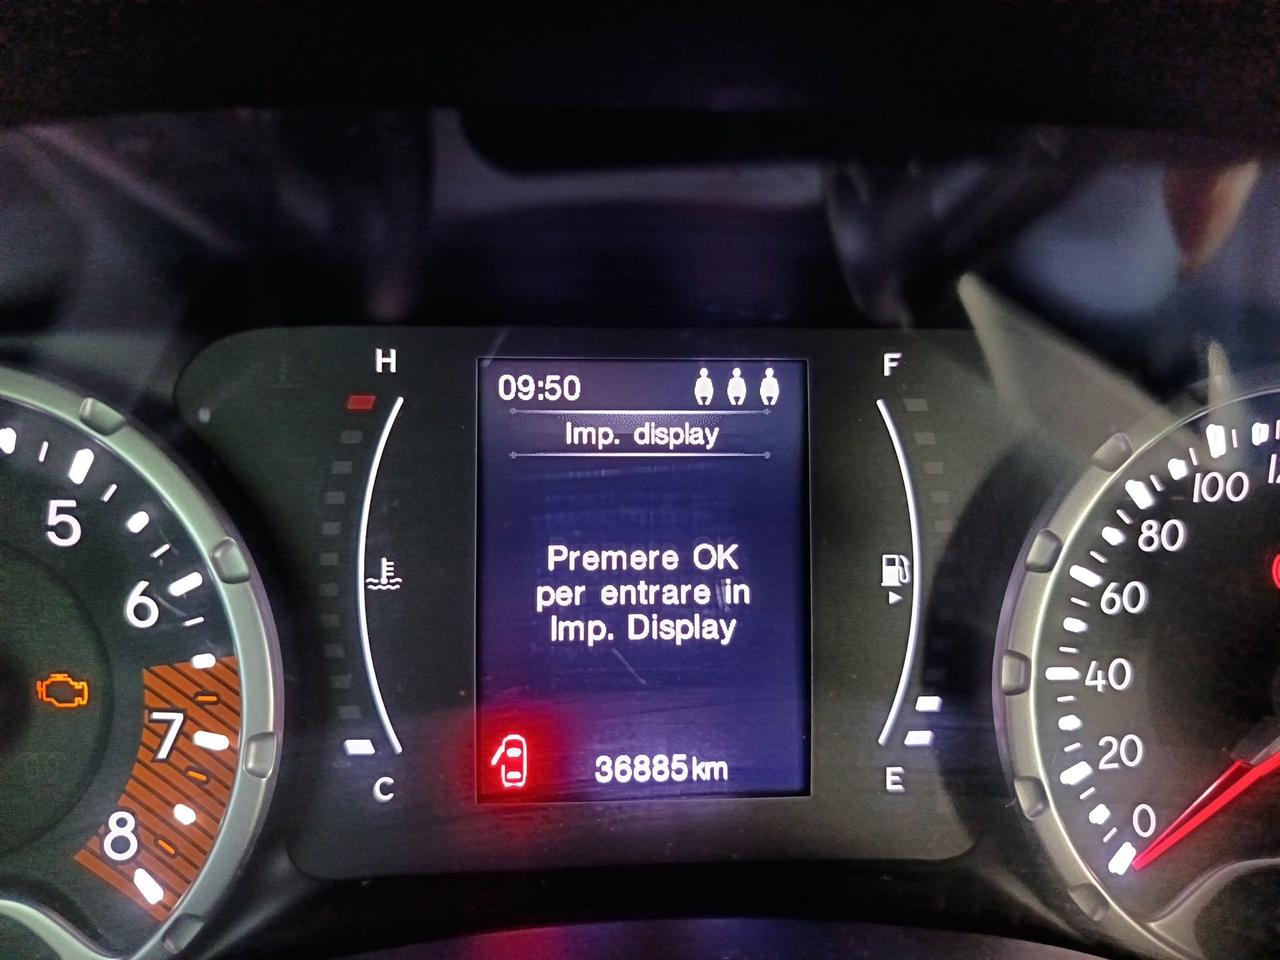 H
F
09:50
Imp. display
Premere OK
per entrare in
Imp. Display
36885km
C
E
5
6
7
8
100
80
60
40
20
0